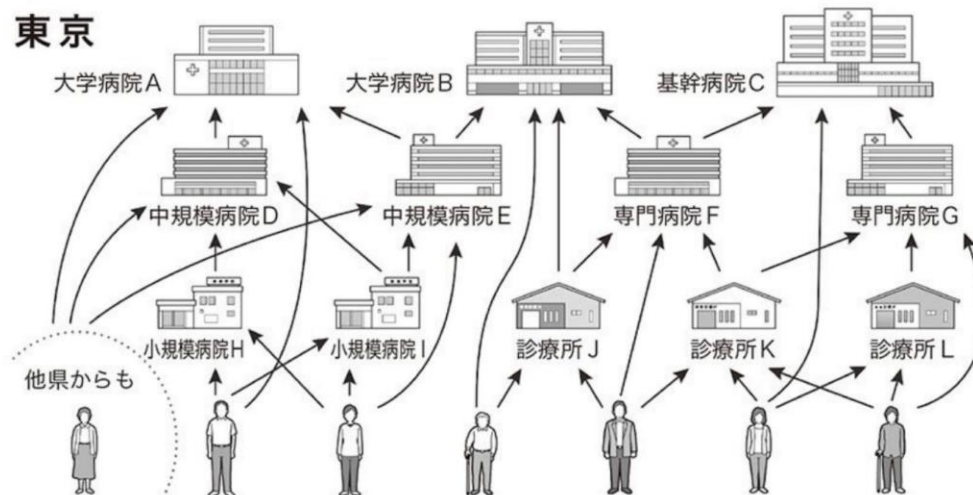 東京
大学病院A
大学病院B
基幹病院C
中規模病院D
中規模病院E
専門病院F
専門病院G
小規模病院H
小規模病院I
診療所J
診療所K
診療所L
他県からも